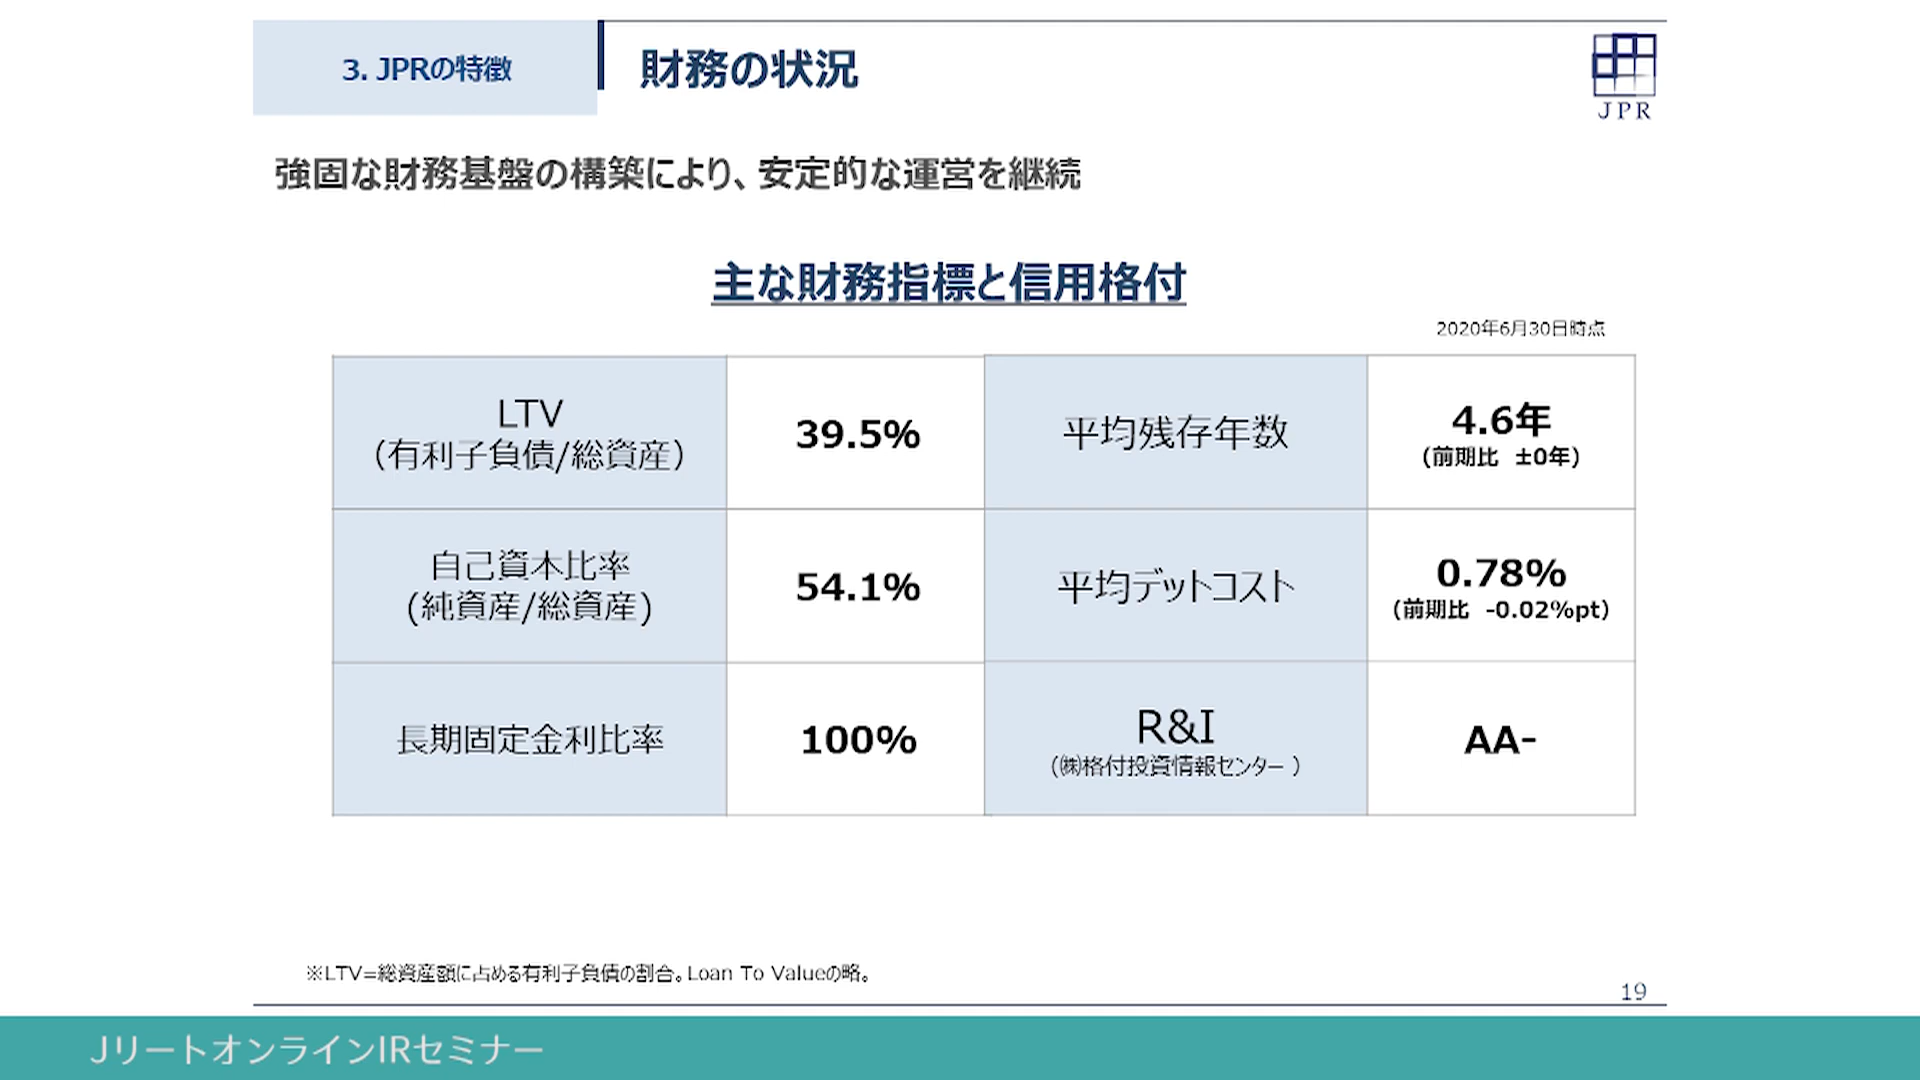 3. JPRの特徴
財務の状況
JPR
強固な財務基盤の構築により、安定的な運営を継続
主な財務指標と信用格付
2020年6月30日時点
LTV
(有利子負債/総資産)
39.5%
平均残存年数
4.6年
(前期比 ±0年)
自己資本比率
(純資産/総資産)
54.1%
平均デットコスト
0.78%
(前期比 -0.02%pt)
長期固定金利比率
100%
R&I
(㈱格付投資情報センター )
AA-
※LTV=総資産額に占める有利子負債の割合。Loan To Valueの略。
19
JリートオンラインIRセミナー